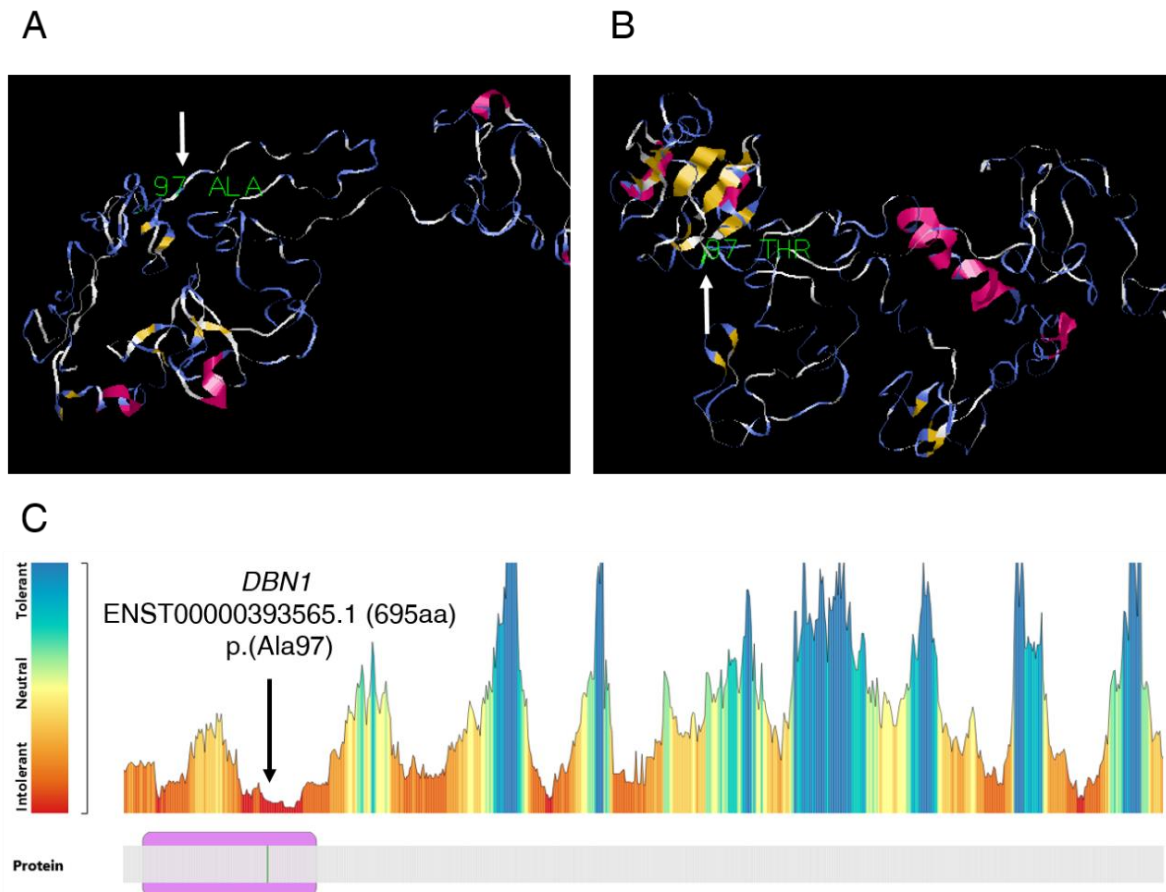 A
B
97 ALA
97 THR
C
Tolerant
Neutral
Intolerant
DBN1
ENST00000393565.1 (695aa)
p.(Ala97)
Protein